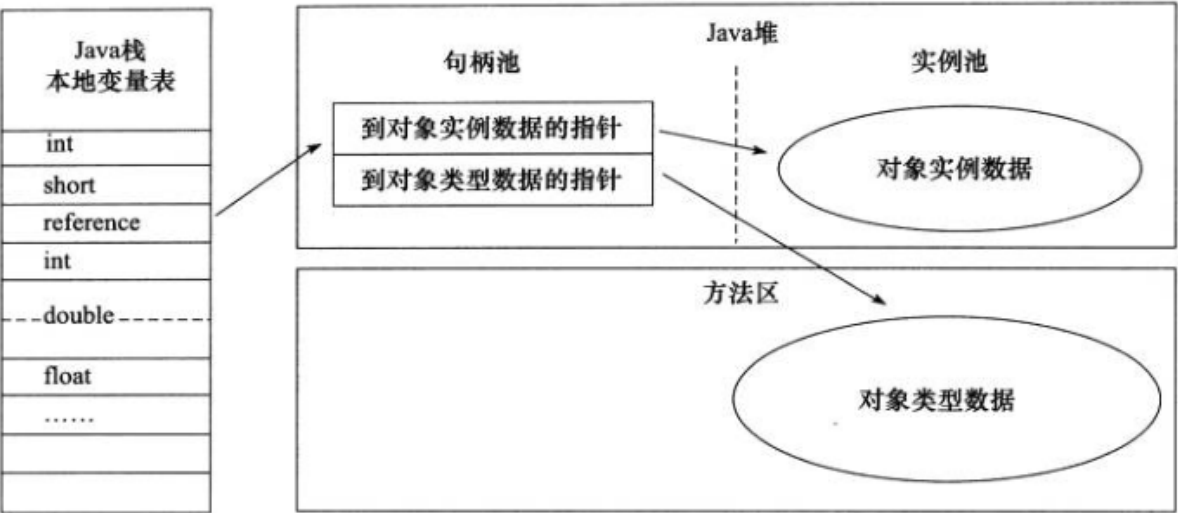 Java栈
本地变量表
int
short
reference
int
double
float
……
Java堆
句柄池
实例池
到对象实例数据的指针
到对象类型数据的指针
对象实例数据
方法区
对象类型数据